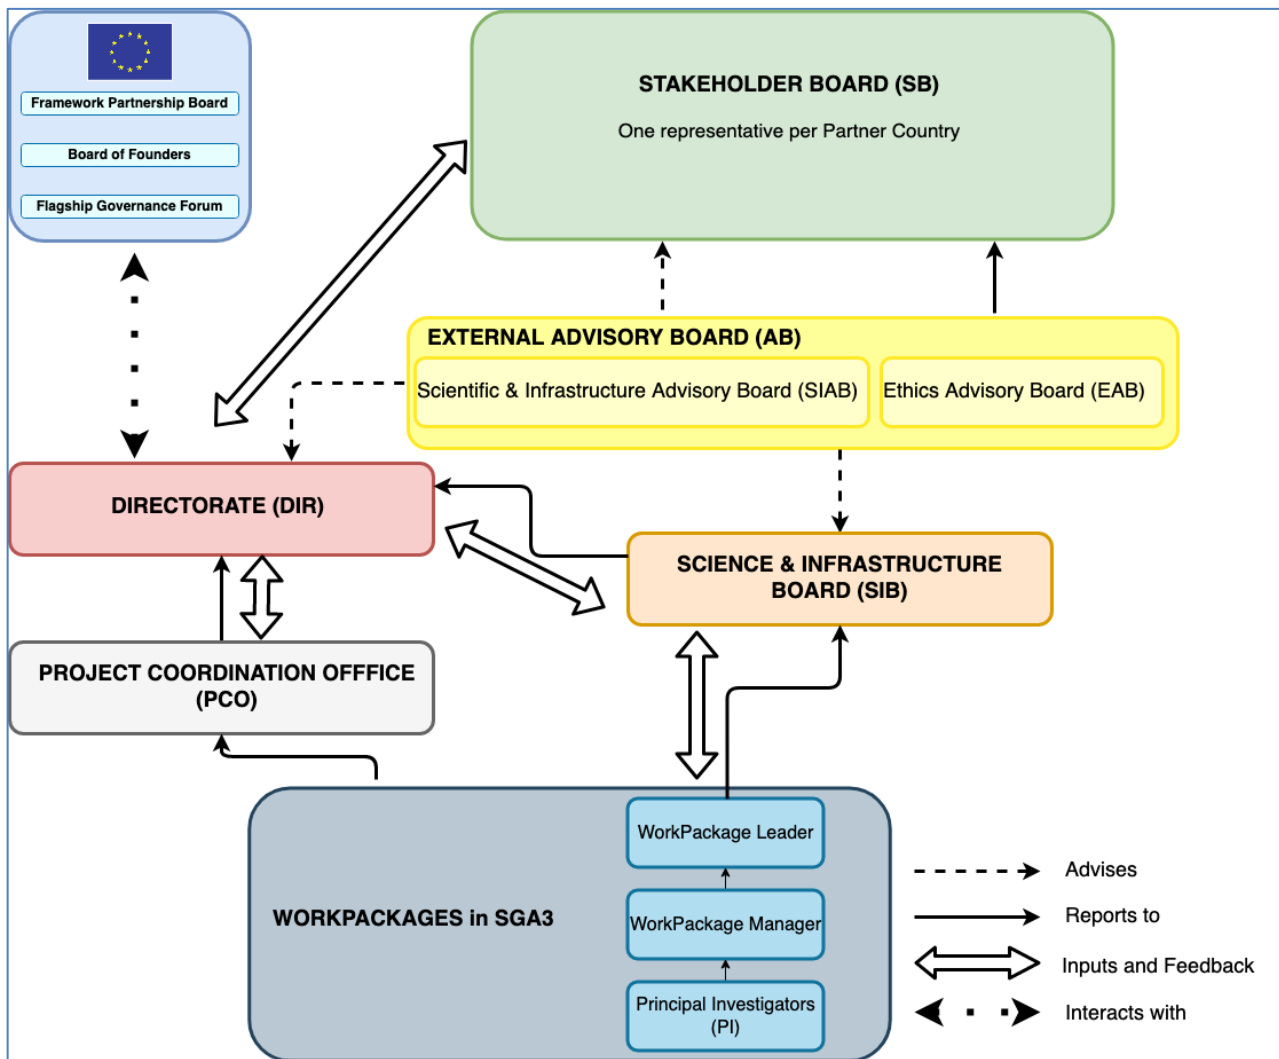 Framework Partnership Board
Board of Founders
Flagship Governance Forum
STAKEHOLDER BOARD (SB)
One representative per Partner Country
EXTERNAL ADVISORY BOARD (AB)
Scientific & Infrastructure Advisory Board (SIAB)
Ethics Advisory Board (EAB)
DIRECTORATE (DIR)
SCIENCE & INFRASTRUCTURE
BOARD (SIB)
PROJECT COORDINATION OFFFICE
(PCO)
WORKPACKAGES in SGA3
WorkPackage Leader
WorkPackage Manager
Principal Investigators
(PI)
Advises
Reports to
Inputs and Feedback
Interacts with